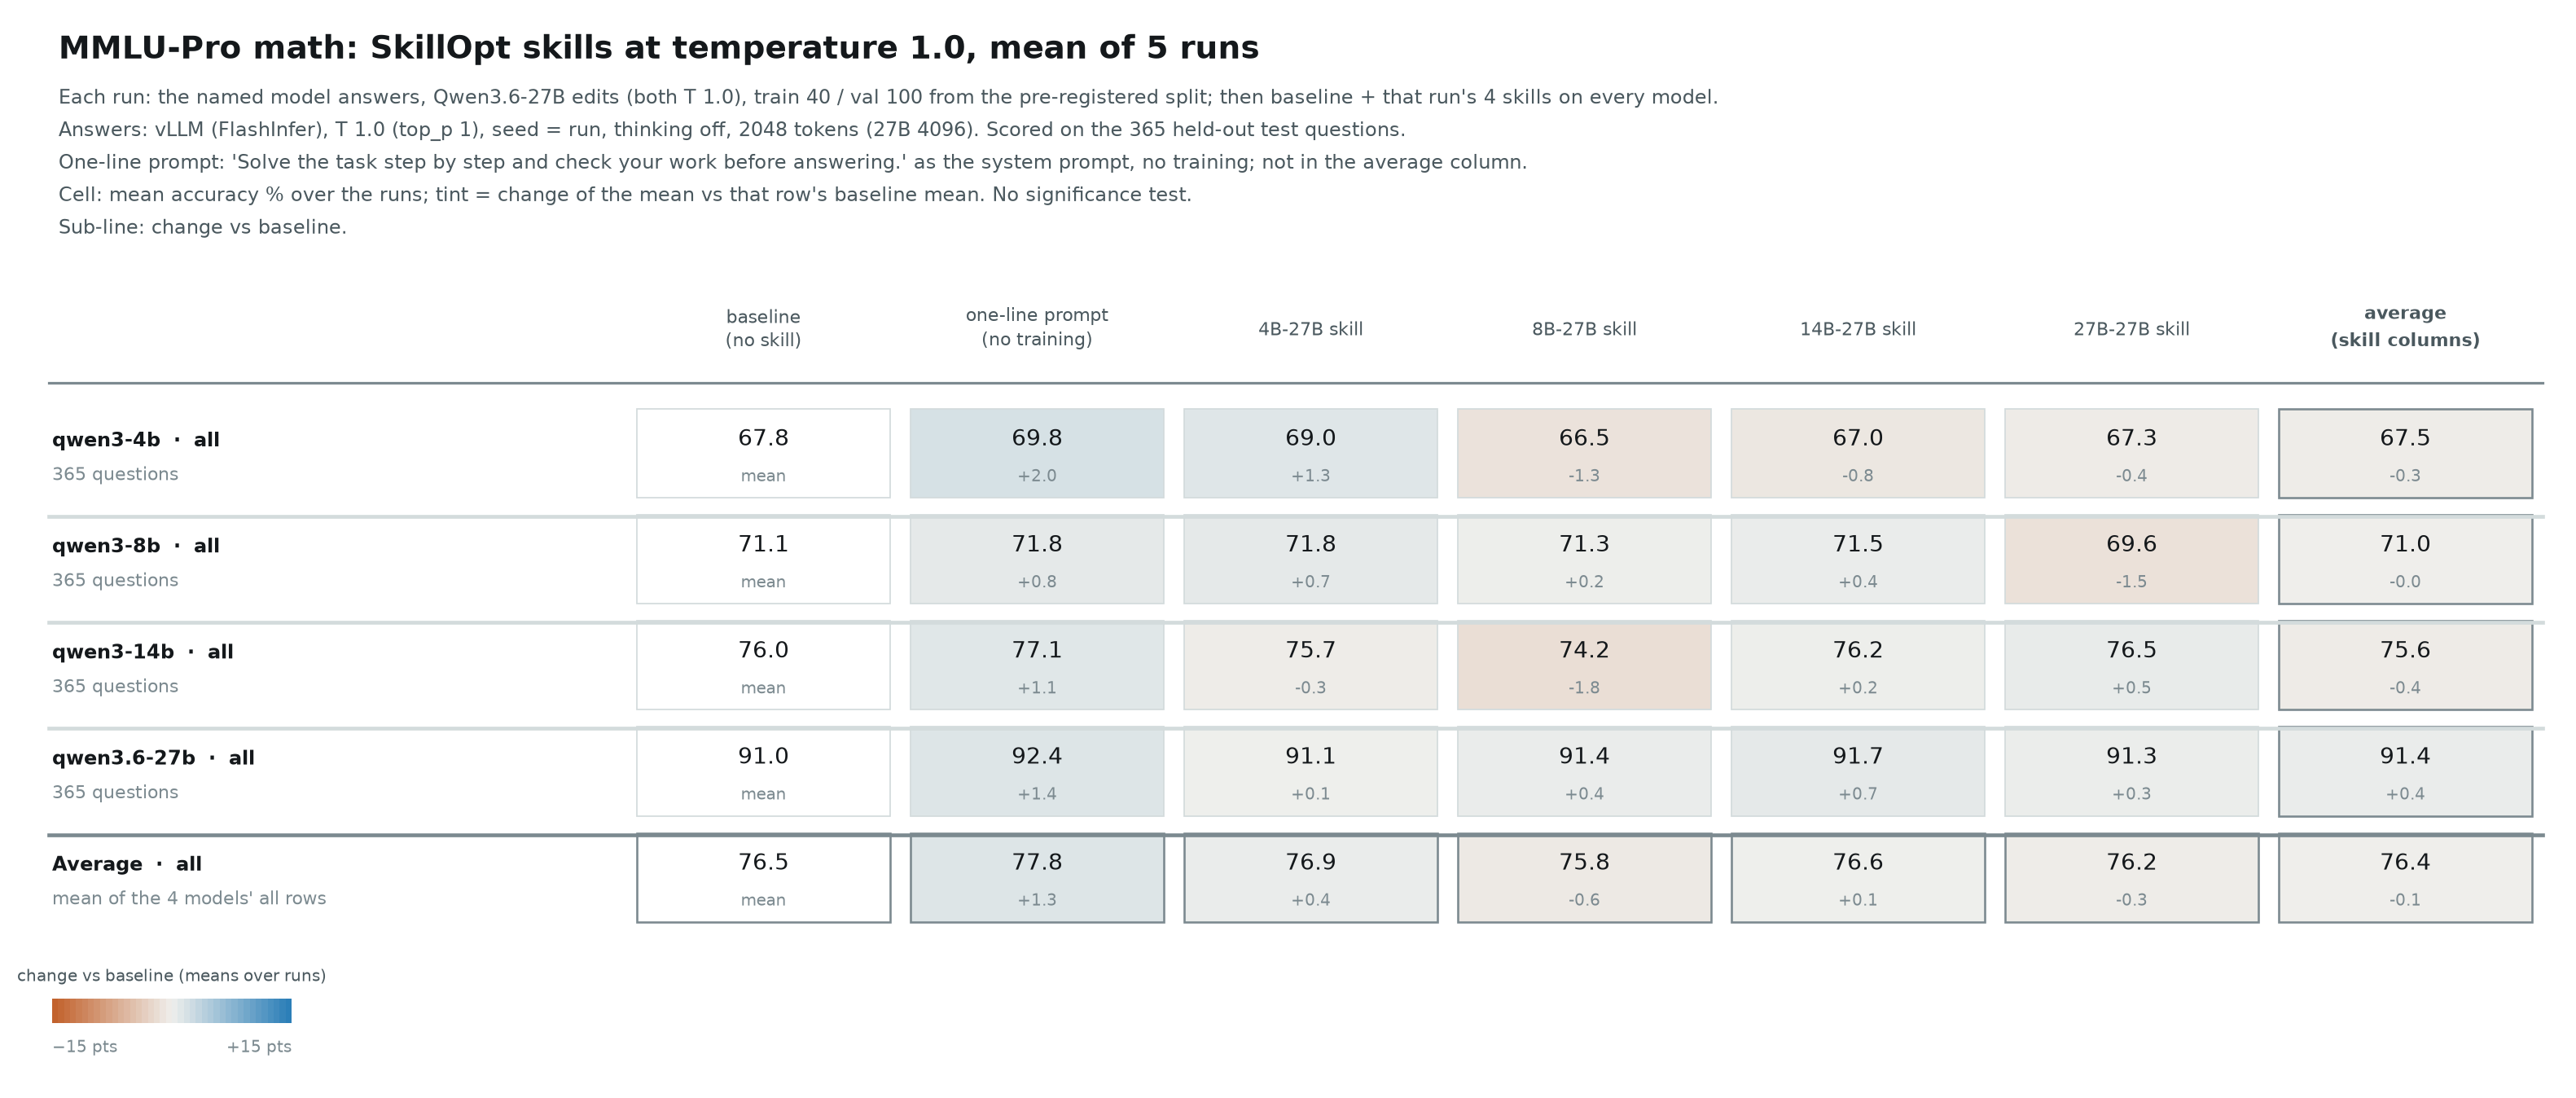 MMLU-Pro math: SkillOpt skills at temperature 1.0, mean of 5 runs
Each run: the named model answers, Qwen3.6-27B edits (both T 1.0), train 40 / val 100 from the pre-registered split; then baseline + that run's 4 skills on every model.
Answers: vLLM (FlashInfer), T 1.0 (top_p 1), seed = run, thinking off, 2048 tokens (27B 4096). Scored on the 365 held-out test questions.
One-line prompt: 'Solve the task step by step and check your work before answering.' as the system prompt, no training; not in the average column.
Cell: mean accuracy % over the runs; tint = change of the mean vs that row's baseline mean. No significance test.
Sub-line: change vs baseline.
baseline one-line prompt 4B-27B skill 8B-27B skill 14B-27B skill 27B-27B skill average
(no skill) (no training) (skill columns)
qwen3-4b · all 67.8 69.8 69.0 66.5 67.0 67.3 67.5
365 questions mean +2.0 +1.3 -1.3 -0.8 -0.4 -0.3
qwen3-8b · all 71.1 71.8 71.8 71.3 71.5 69.6 71.0
365 questions mean +0.8 +0.7 +0.2 +0.4 -1.5 -0.0
qwen3-14b · all 76.0 77.1 75.7 74.2 76.2 76.5 75.6
365 questions mean +1.1 -0.3 -1.8 +0.2 +0.5 -0.4
qwen3.6-27b · all 91.0 92.4 91.1 91.4 91.7 91.3 91.4
365 questions mean +1.4 +0.1 +0.4 +0.7 +0.3 +0.4
Average · all 76.5 77.8 76.9 75.8 76.6 76.2 76.4
mean of the 4 models' all rows mean +1.3 +0.4 -0.6 +0.1 -0.3 -0.1
change vs baseline (means over runs)
−15 pts +15 pts